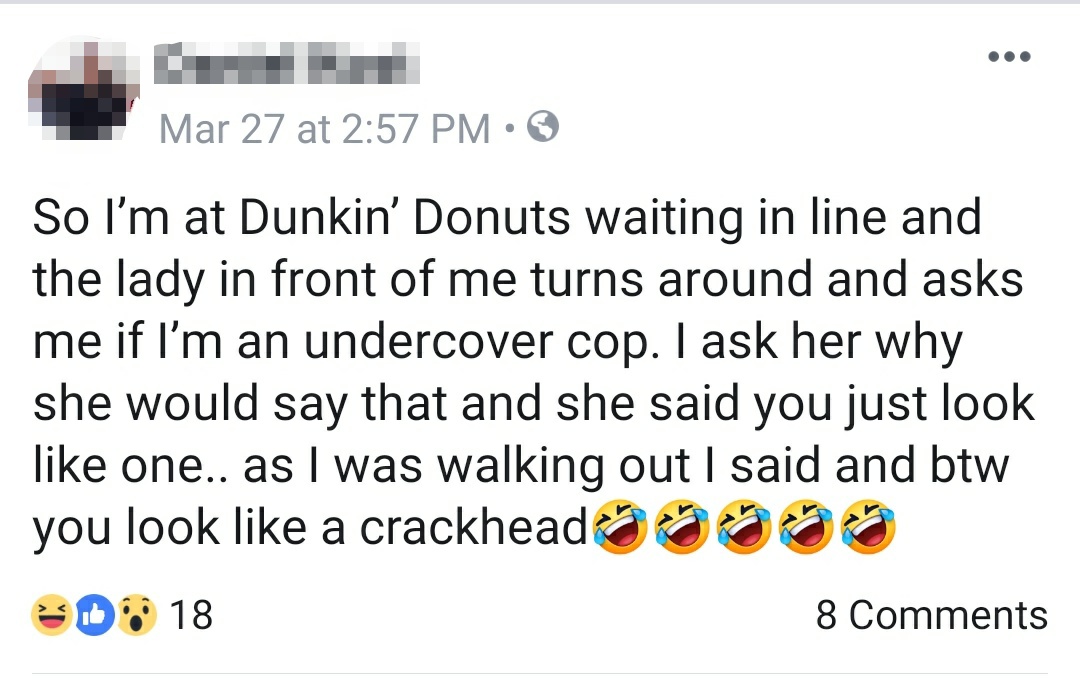 Mar 27 at 2:57 PM •
So I'm at Dunkin' Donuts waiting in line and
the lady in front of me turns around and asks
me if I'm an undercover cop. I ask her why
she would say that and she said you just look
like one.. as I was walking out I said and btw
you look like a crackhead🤣🤣🤣🤣🤣
18 8 Comments